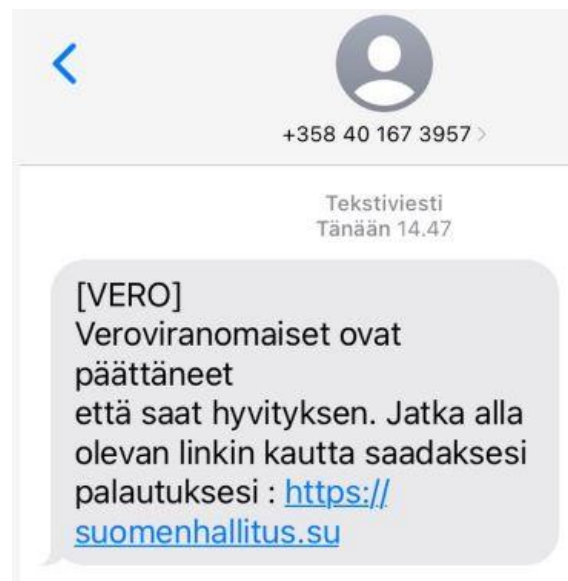 +358 40 167 3957 >
Tekstiviesti
Tänään 14.47
[VERO]
Veroviranomaiset ovat
päättäneet
että saat hyvityksen. Jatka alla
olevan linkin kautta saadaksesi
palautuksesi : https://
suomenhallitus.su